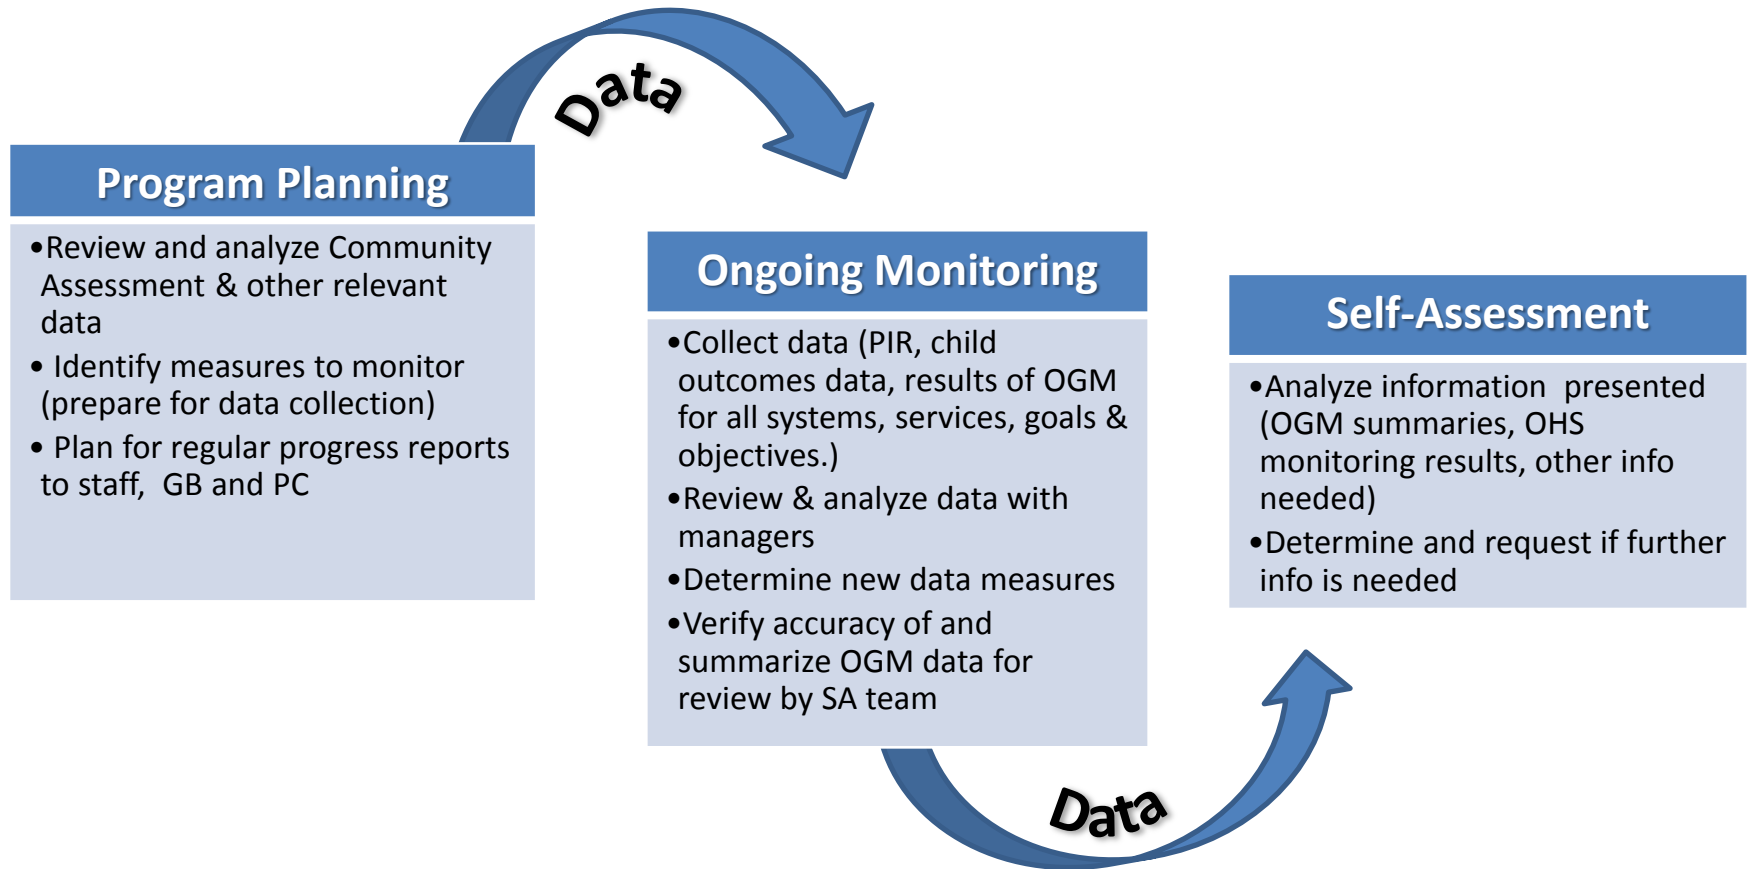 Data
Program Planning
•Review and analyze Community
Assessment & other relevant
data
• Identify measures to monitor
(prepare for data collection)
• Plan for regular progress reports
to staff, GB and PC
Ongoing Monitoring
•Collect data (PIR, child
outcomes data, results of OGM
for all systems, services, goals &
objectives.)
•Review & analyze data with
managers
•Determine new data measures
•Verify accuracy of and
summarize OGM data for
review by SA team
Self-Assessment
•Analyze information presented
(OGM summaries, OHS
monitoring results, other info
needed)
•Determine and request if further
info is needed
Data